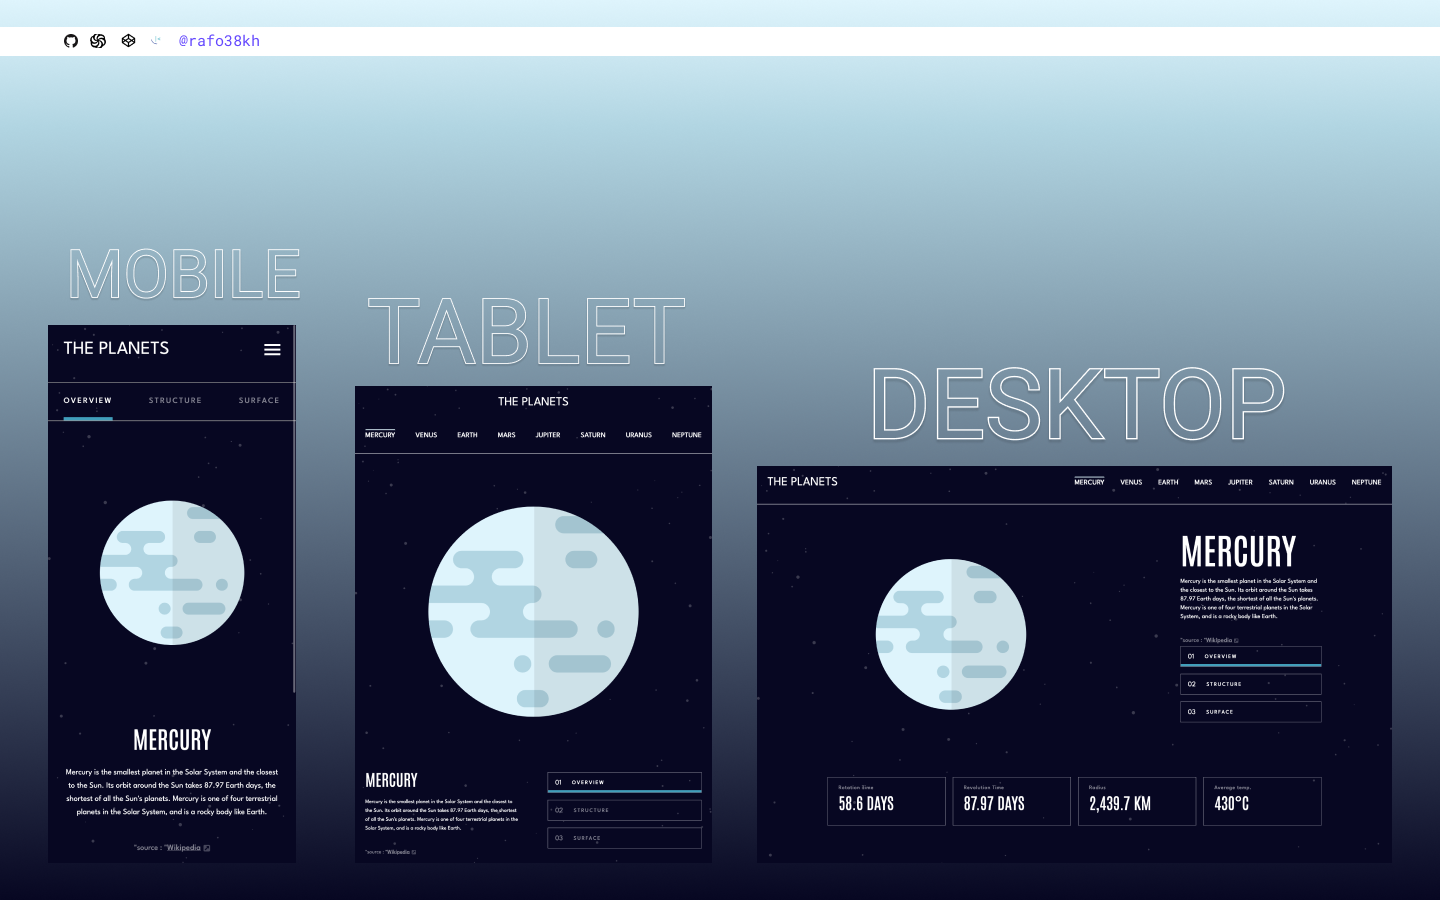 @rafo38kh
MOBILE
THE PLANETS
OVERVIEW STRUCTURE SURFACE
MERCURY
Mercury is the smallest planet in the Solar System and the closest
to the Sun. Its orbit around the Sun takes 87.97 Earth days, the
shortest of all the Sun's planets. Mercury is one of four terrestrial
planets in the Solar System, and is a rocky body like Earth.
"source : "Wikipedia
TABLET
THE PLANETS
MERCURY VENUS EARTH MARS JUPITER SATURN URANUS NEPTUNE
MERCURY
Mercury is the smallest planet in the Solar System and the closest to
the Sun. Its orbit around the Sun takes 87.97 Earth days, the shortest
of all the Sun's planets. Mercury is one of four terrestrial planets in the
Solar System, and is a rocky body like Earth.
"source : "Wikipedia
01 OVERVIEW
02 STRUCTURE
03 SURFACE
DESKTOP
THE PLANETS
MERCURY VENUS EARTH MARS JUPITER SATURN URANUS NEPTUNE
MERCURY
Mercury is the smallest planet in the Solar System and
the closest to the Sun. Its orbit around the Sun takes
87.97 Earth days, the shortest of all the Sun's planets.
Mercury is one of four terrestrial planets in the Solar
System, and is a rocky body like Earth.
"source : "Wikipedia
01 OVERVIEW
02 STRUCTURE
03 SURFACE
Rotation Time
58.6 DAYS
Revolution Time
87.97 DAYS
Radius
2,439.7 KM
Average temp.
430°C